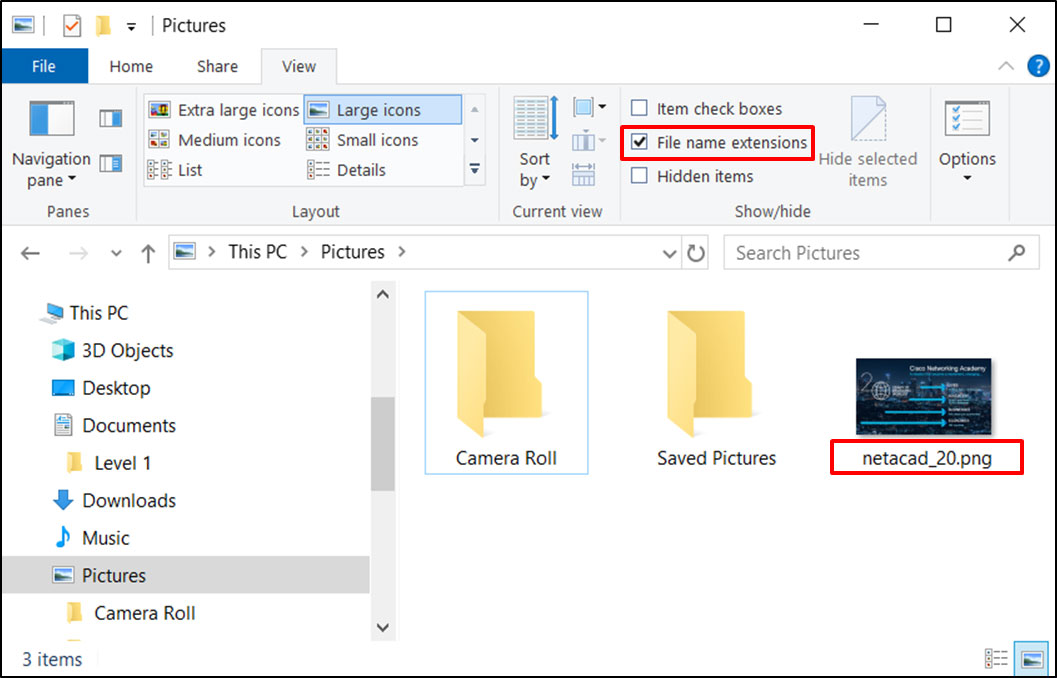 Pictures
File Home Share View
Navigation pane
Extra large icons Large icons
Medium icons Small icons
List Details
Sort by
Item check boxes
File name extensions
Hidden items
Hide selected items
Options
Panes Layout Current view Show/hide
This PC > Pictures >
Search Pictures
This PC
3D Objects
Desktop
Documents
Level 1
Downloads
Music
Pictures
Camera Roll
Cisco Networking Academy
Camera Roll Saved Pictures netacad_20.png
3 items